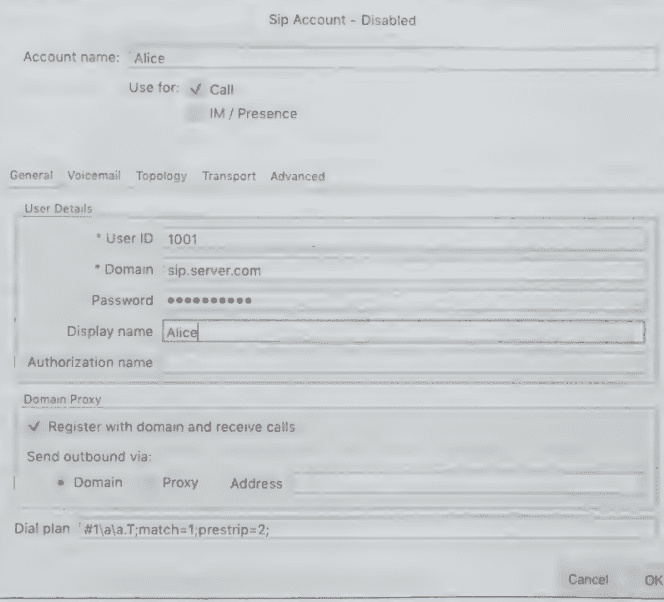 Sip Account - Disabled
Account name: Alice
Use for: ✓ Call
IM / Presence
General Voicemail Topology Transport Advanced
User Details
* User ID 1001
* Domain sip.server.com
Password ●●●●●●●●●●
Display name Alice
Authorization name
Domain Proxy
✓ Register with domain and receive calls
Send outbound via:
Domain Proxy Address
Dial plan #1\a\a.T;match=1;prestrip=2;
Cancel OK